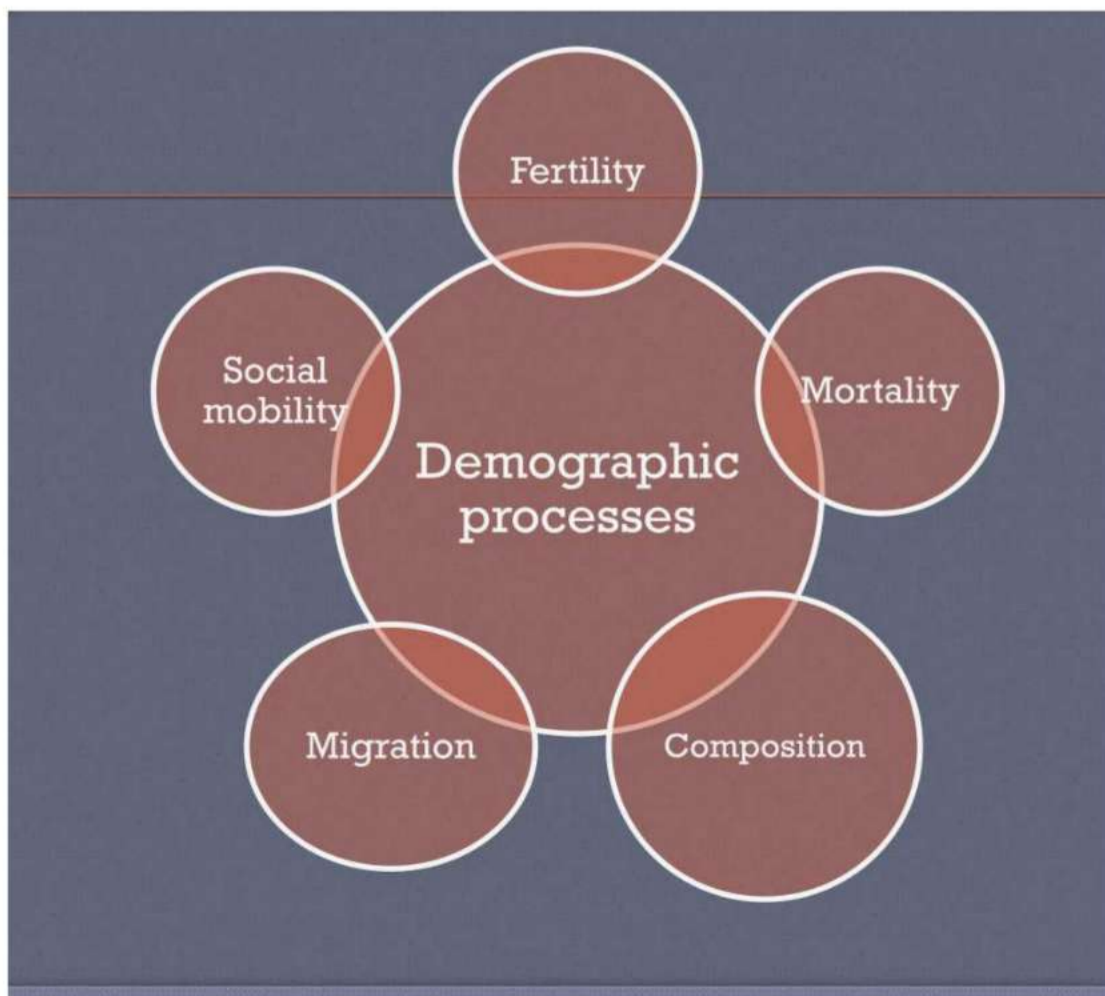 Fertility
Social
mobility
Mortality
Demographic
processes
Migration
Composition